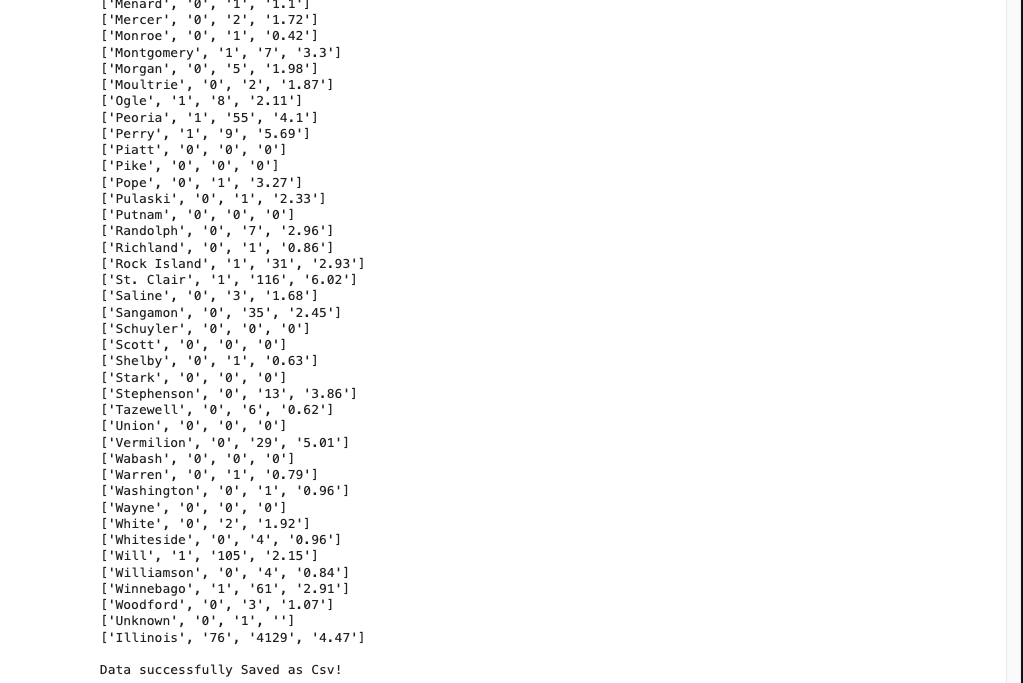 ['Menard', '0', '1', '1.1']
['Mercer', '0', '2', '1.72']
['Monroe', '0', '1', '0.42']
['Montgomery', '1', '7', '3.3']
['Morgan', '0', '5', '1.98']
['Moultrie', '0', '2', '1.87']
['Ogle', '1', '8', '2.11']
['Peoria', '1', '55', '4.1']
['Perry', '1', '9', '5.69']
['Piatt', '0', '0', '0']
['Pike', '0', '0', '0']
['Pope', '0', '1', '3.27']
['Pulaski', '0', '1', '2.33']
['Putnam', '0', '0', '0']
['Randolph', '0', '7', '2.96']
['Richland', '0', '1', '0.86']
['Rock Island', '1', '31', '2.93']
['St. Clair', '1', '116', '6.02']
['Saline', '0', '3', '1.68']
['Sangamon', '0', '35', '2.45']
['Schuyler', '0', '0', '0']
['Scott', '0', '0', '0']
['Shelby', '0', '1', '0.63']
['Stark', '0', '0', '0']
['Stephenson', '0', '13', '3.86']
['Tazewell', '0', '6', '0.62']
['Union', '0', '0', '0']
['Vermilion', '0', '29', '5.01']
['Wabash', '0', '0', '0']
['Warren', '0', '1', '0.79']
['Washington', '0', '1', '0.96']
['Wayne', '0', '0', '0']
['White', '0', '2', '1.92']
['Whiteside', '0', '4', '0.96']
['Will', '1', '105', '2.15']
['Williamson', '0', '4', '0.84']
['Winnebago', '1', '61', '2.91']
['Woodford', '0', '3', '1.07']
['Unknown', '0', '1', '']
['Illinois', '76', '4129', '4.47']
Data successfully Saved as Csv!